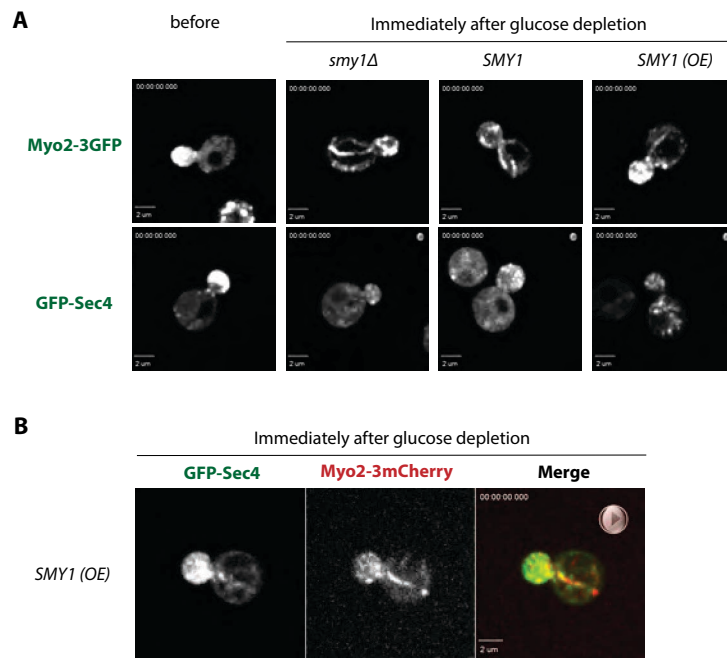 A
before
Immediately after glucose depletion
smy1Δ
SMY1
SMY1 (OE)
Myo2-3GFP
00:00:00 000
2 um
00:00:00 000
2 um
00:00:00 000
2 um
00:00:00 000
2 um
GFP-Sec4
00:00:00 000
2 um
00:00:00 000
2 um
00:00:00 000
2 um
00:00:00 000
2 um
B
Immediately after glucose depletion
GFP-Sec4
Myo2-3mCherry
Merge
SMY1 (OE)
00:00:00 000
2 um